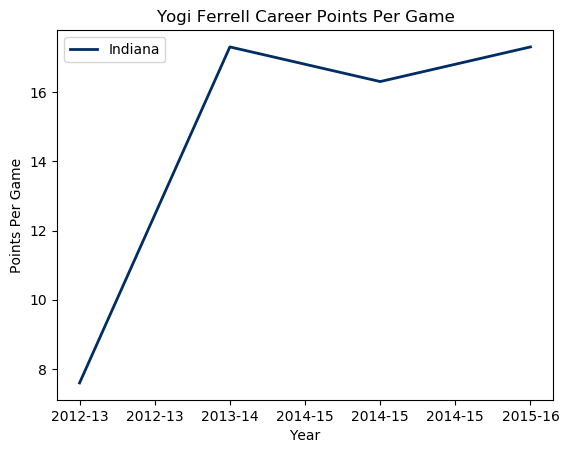 Yogi Ferrell Career Points Per Game
Indiana
Points Per Game
16
14
12
10
8
2012-13 2012-13 2013-14 2014-15 2014-15 2014-15 2015-16
Year